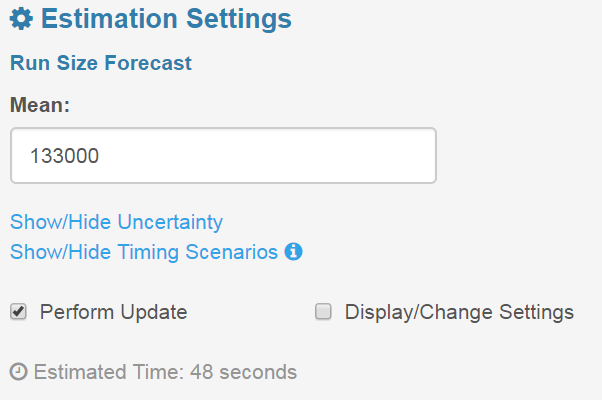 Estimation Settings
Run Size Forecast
Mean:
133000
Show/Hide Uncertainty
Show/Hide Timing Scenarios
Perform Update Display/Change Settings
Estimated Time: 48 seconds